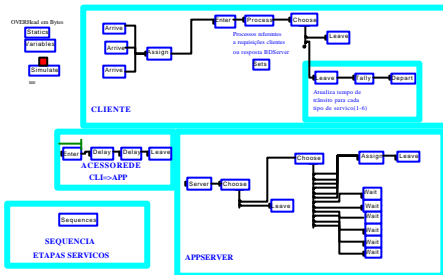 OVERHead em Bytes
Statics
Variables
Simulate
Arrive
Arrive
Arrive
Assign
Enter
Process
Choose
Leave
Processos referantes
a requisições clientes
ou resposta BDServer
Sets
Leave
Tally
Depart
Atualiza tempo de
trânsito para cada
tipo de servico(1-6)
CLIENTE
Enter
Delay
Delay
Leave
ACESSOREDE
CLI=>APP
Sequences
SEQUENCIA
ETAPAS SERVICOS
Server
Choose
Leave
Choose
Assign
Leave
Wait
Wait
Wait
Wait
Wait
Wait
APPSERVER